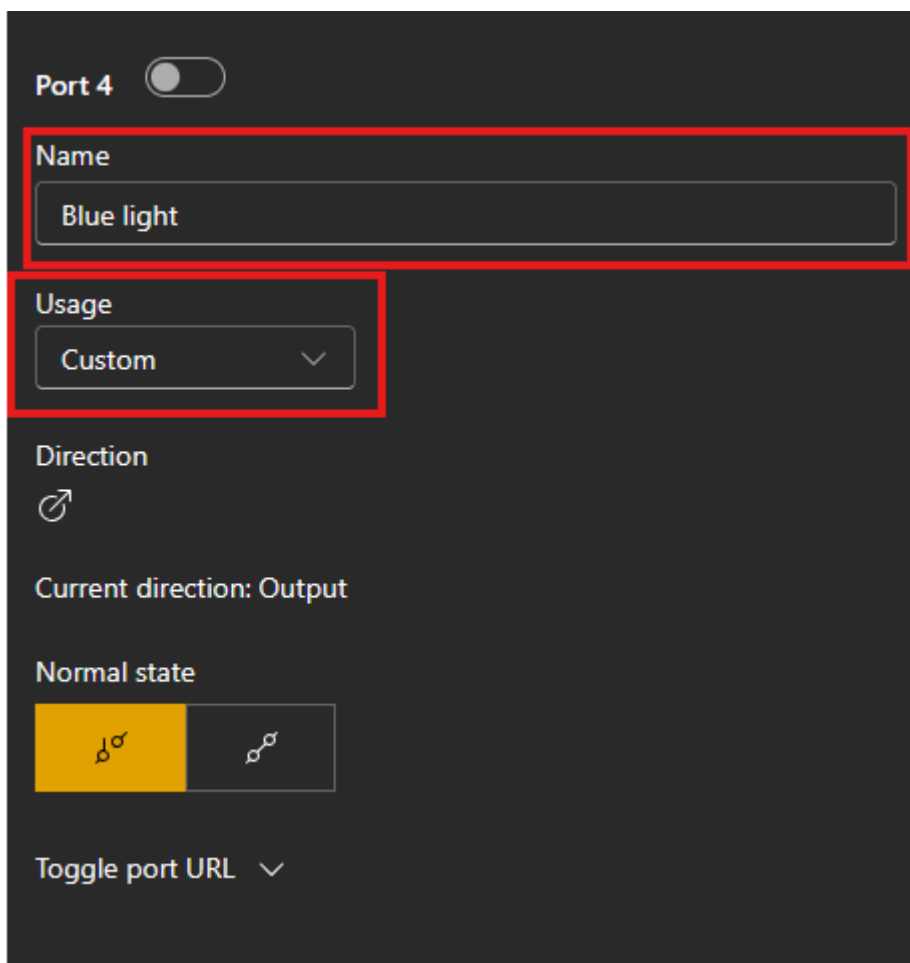 Port 4
Name
Blue light
Usage
Custom
Direction
Current direction: Output
Normal state
Toggle port URL